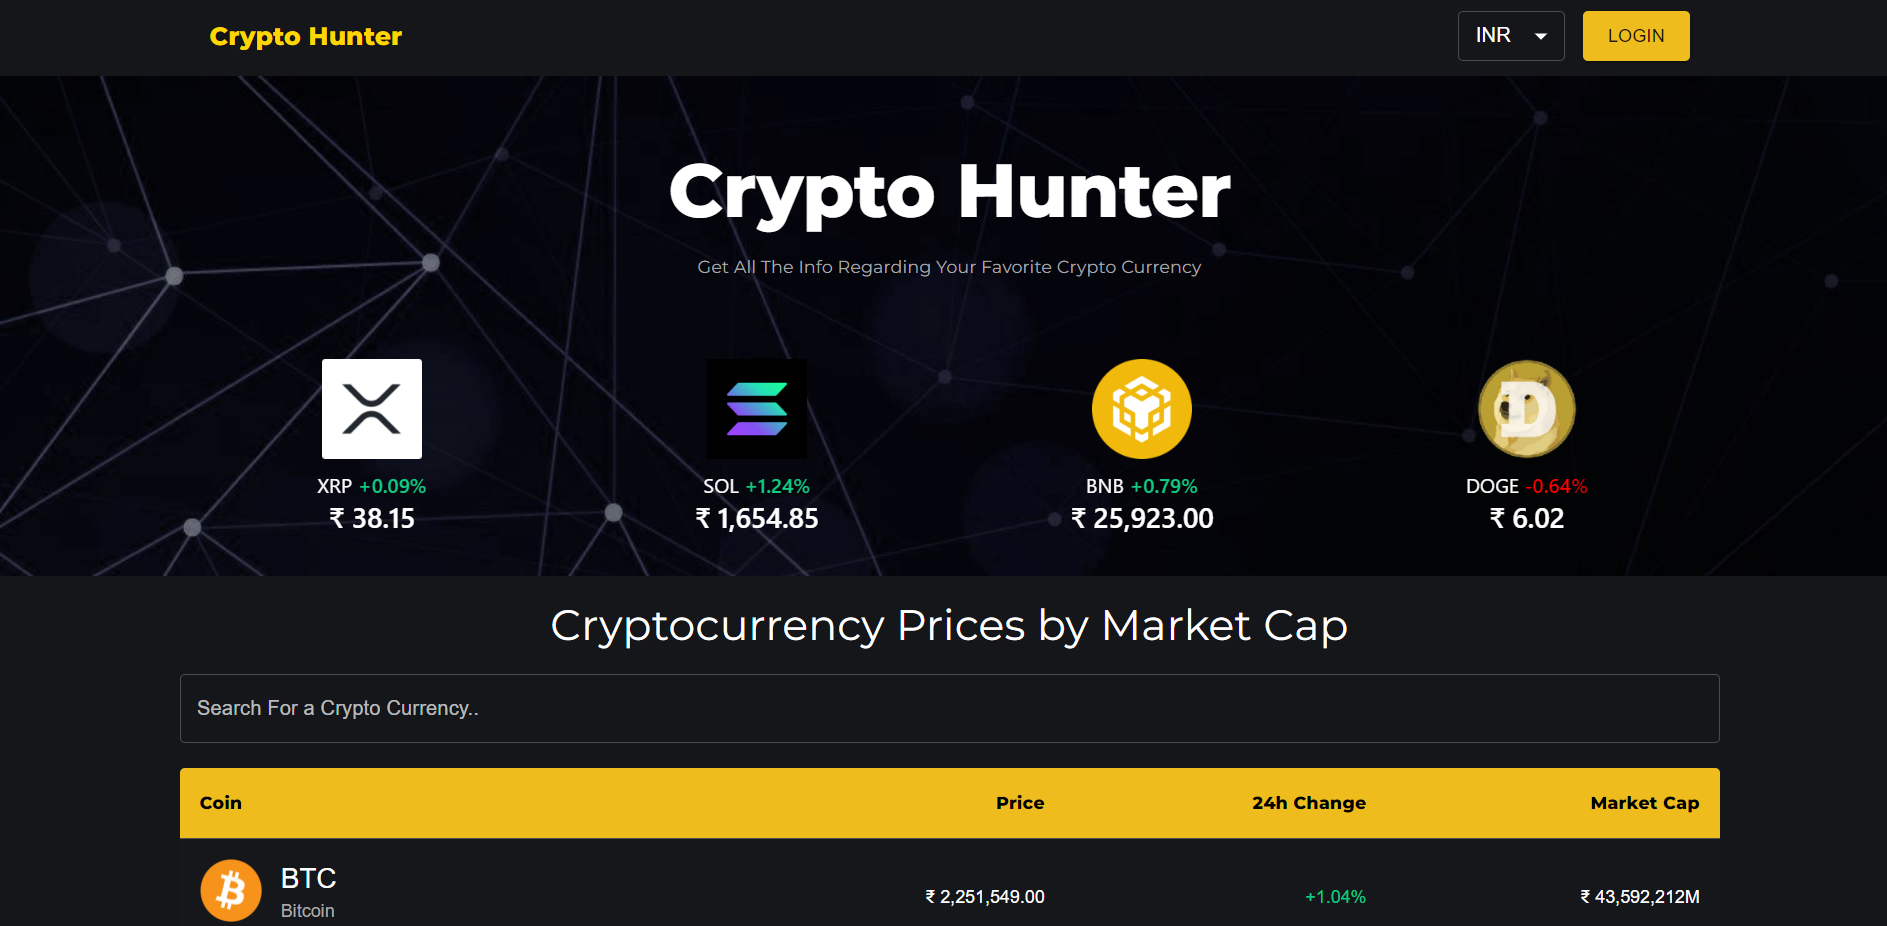 Crypto Hunter
INR
LOGIN
Crypto Hunter
Get All The Info Regarding Your Favorite Crypto Currency
XRP +0.09%
₹ 38.15
SOL +1.24%
₹ 1,654.85
BNB +0.79%
₹ 25,923.00
DOGE -0.64%
₹ 6.02
Cryptocurrency Prices by Market Cap
Search For a Crypto Currency..
Coin Price 24h Change Market Cap
BTC
Bitcoin
₹ 2,251,549.00 +1.04% ₹ 43,592,212M